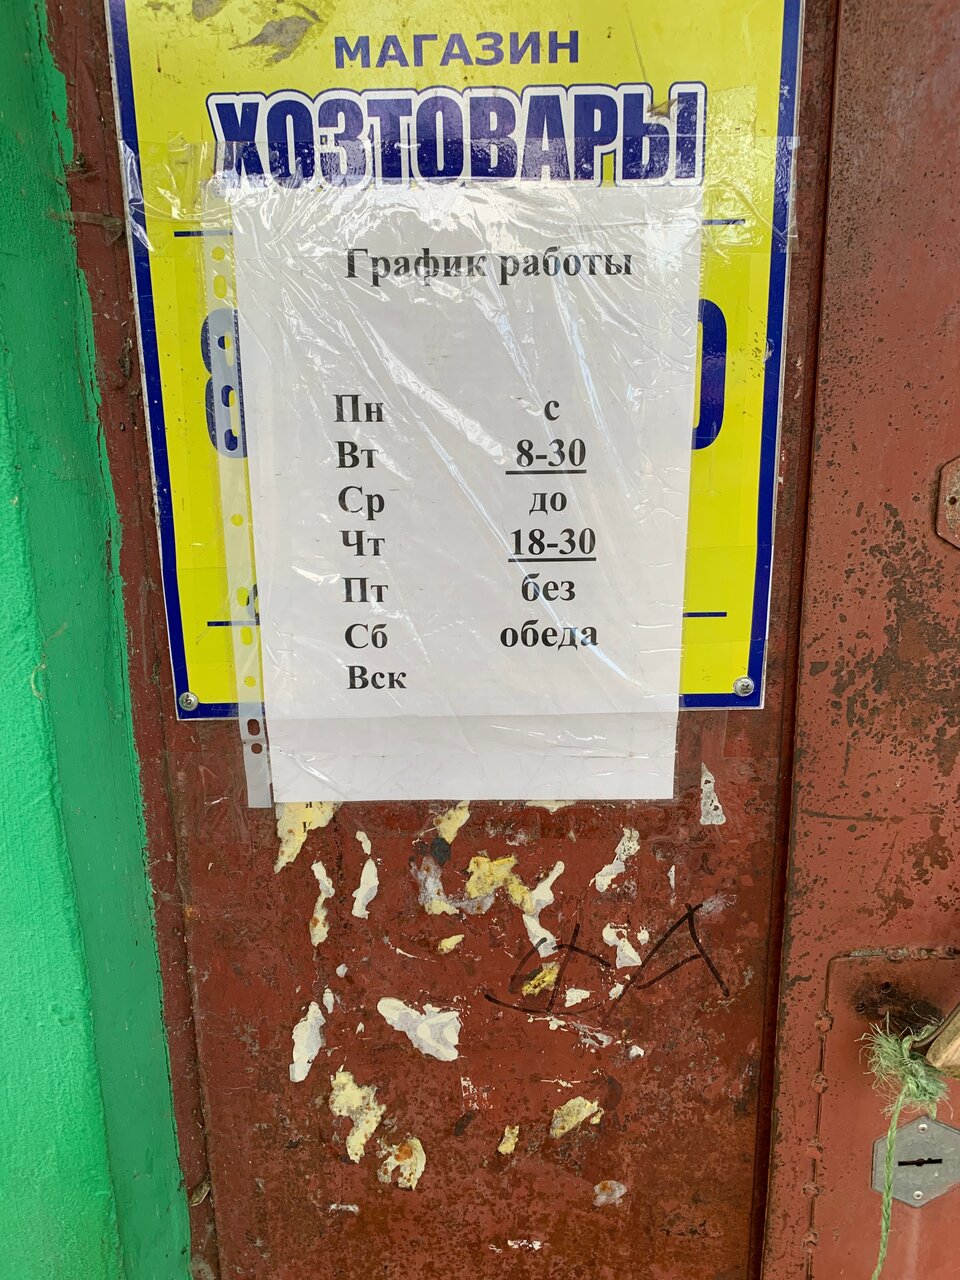 МАГАЗИН
ХОЗТОВАРЫ
График работы
Пн с
Вт 8-30
Ср до
Чт 18-30
Пт без
Сб обеда
Вск